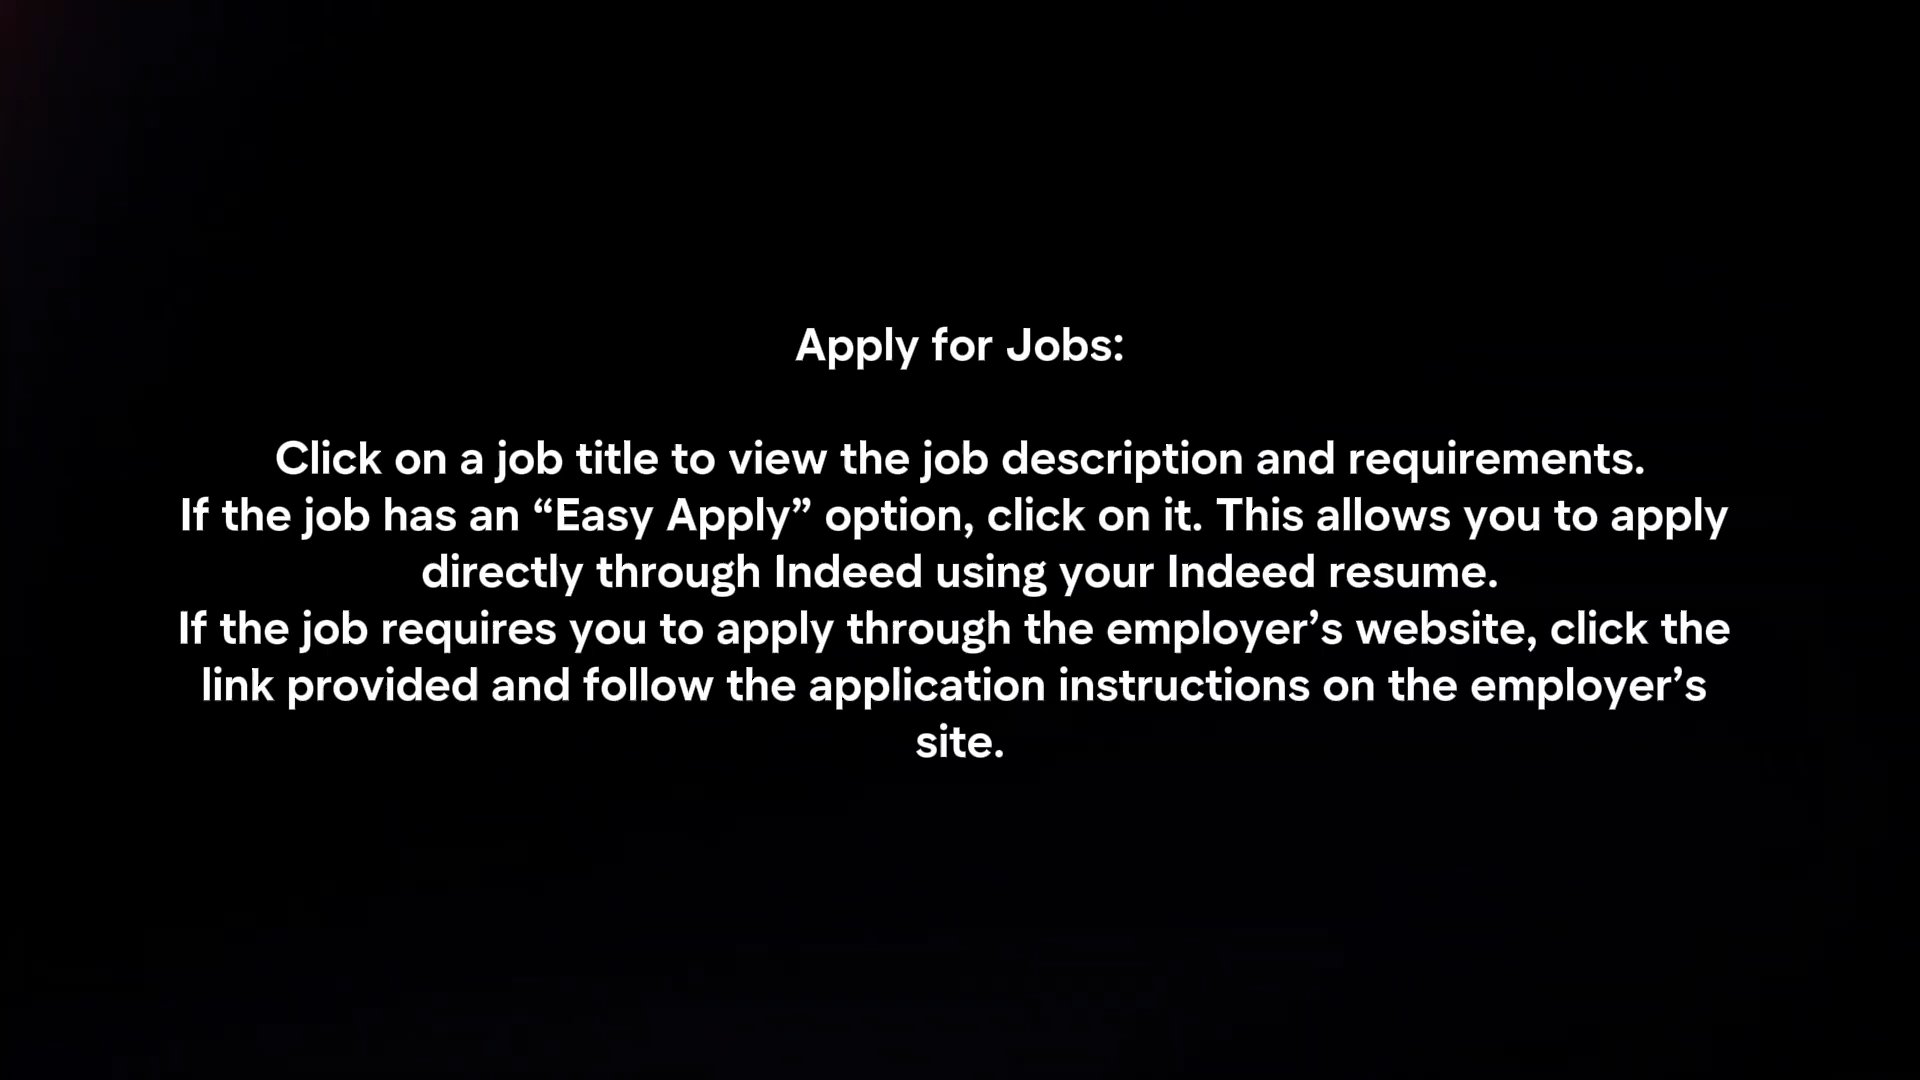 Apply for Jobs:
Click on a job title to view the job description and requirements.
If the job has an “Easy Apply” option, click on it. This allows you to apply
directly through Indeed using your Indeed resume.
If the job requires you to apply through the employer’s website, click the
link provided and follow the application instructions on the employer’s
site.